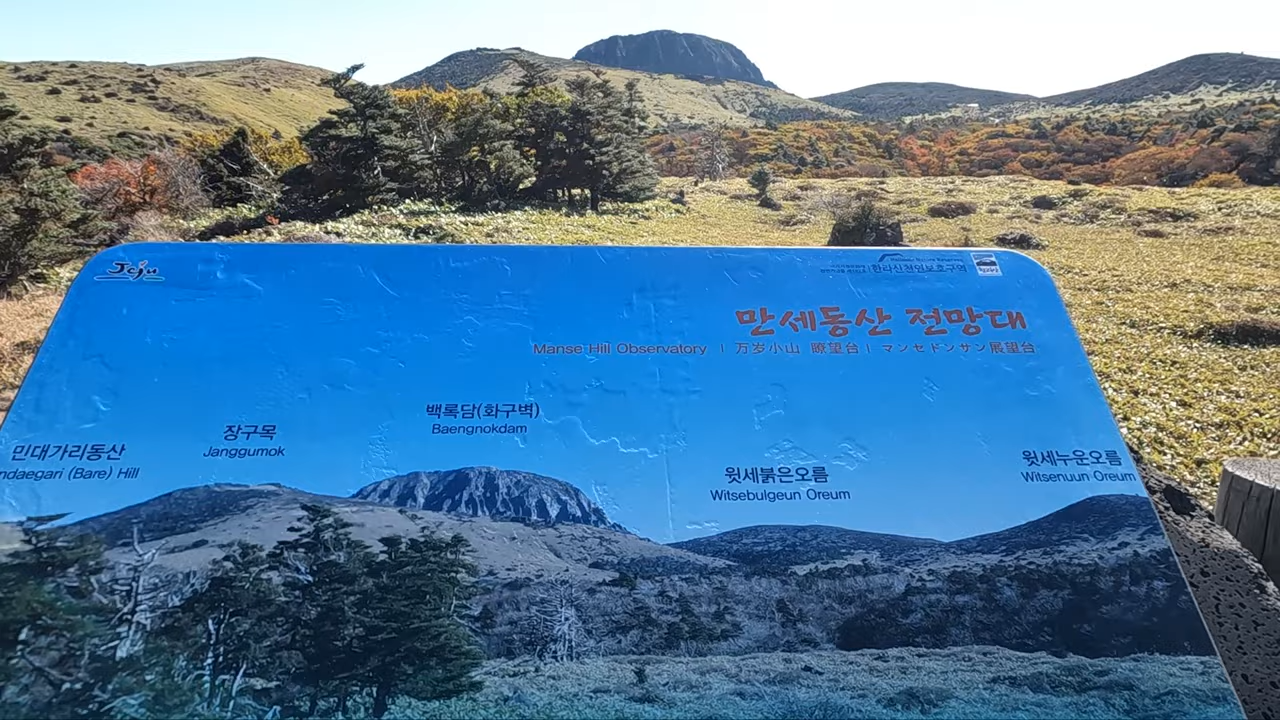 Jeju
한라산천연보호구역
만세동산 전망대
Manse Hill Observatory | 万岁小山 瞭望台 | マンセドンサン展望台
백록담(화구벽)
Baengnokdam
장구목
Janggumok
민대가리동산
ndaegari (Bare) Hill
윗세붉은오름
Witsebulgeun Oreum
윗세누운오름
Witsenuun Oreum